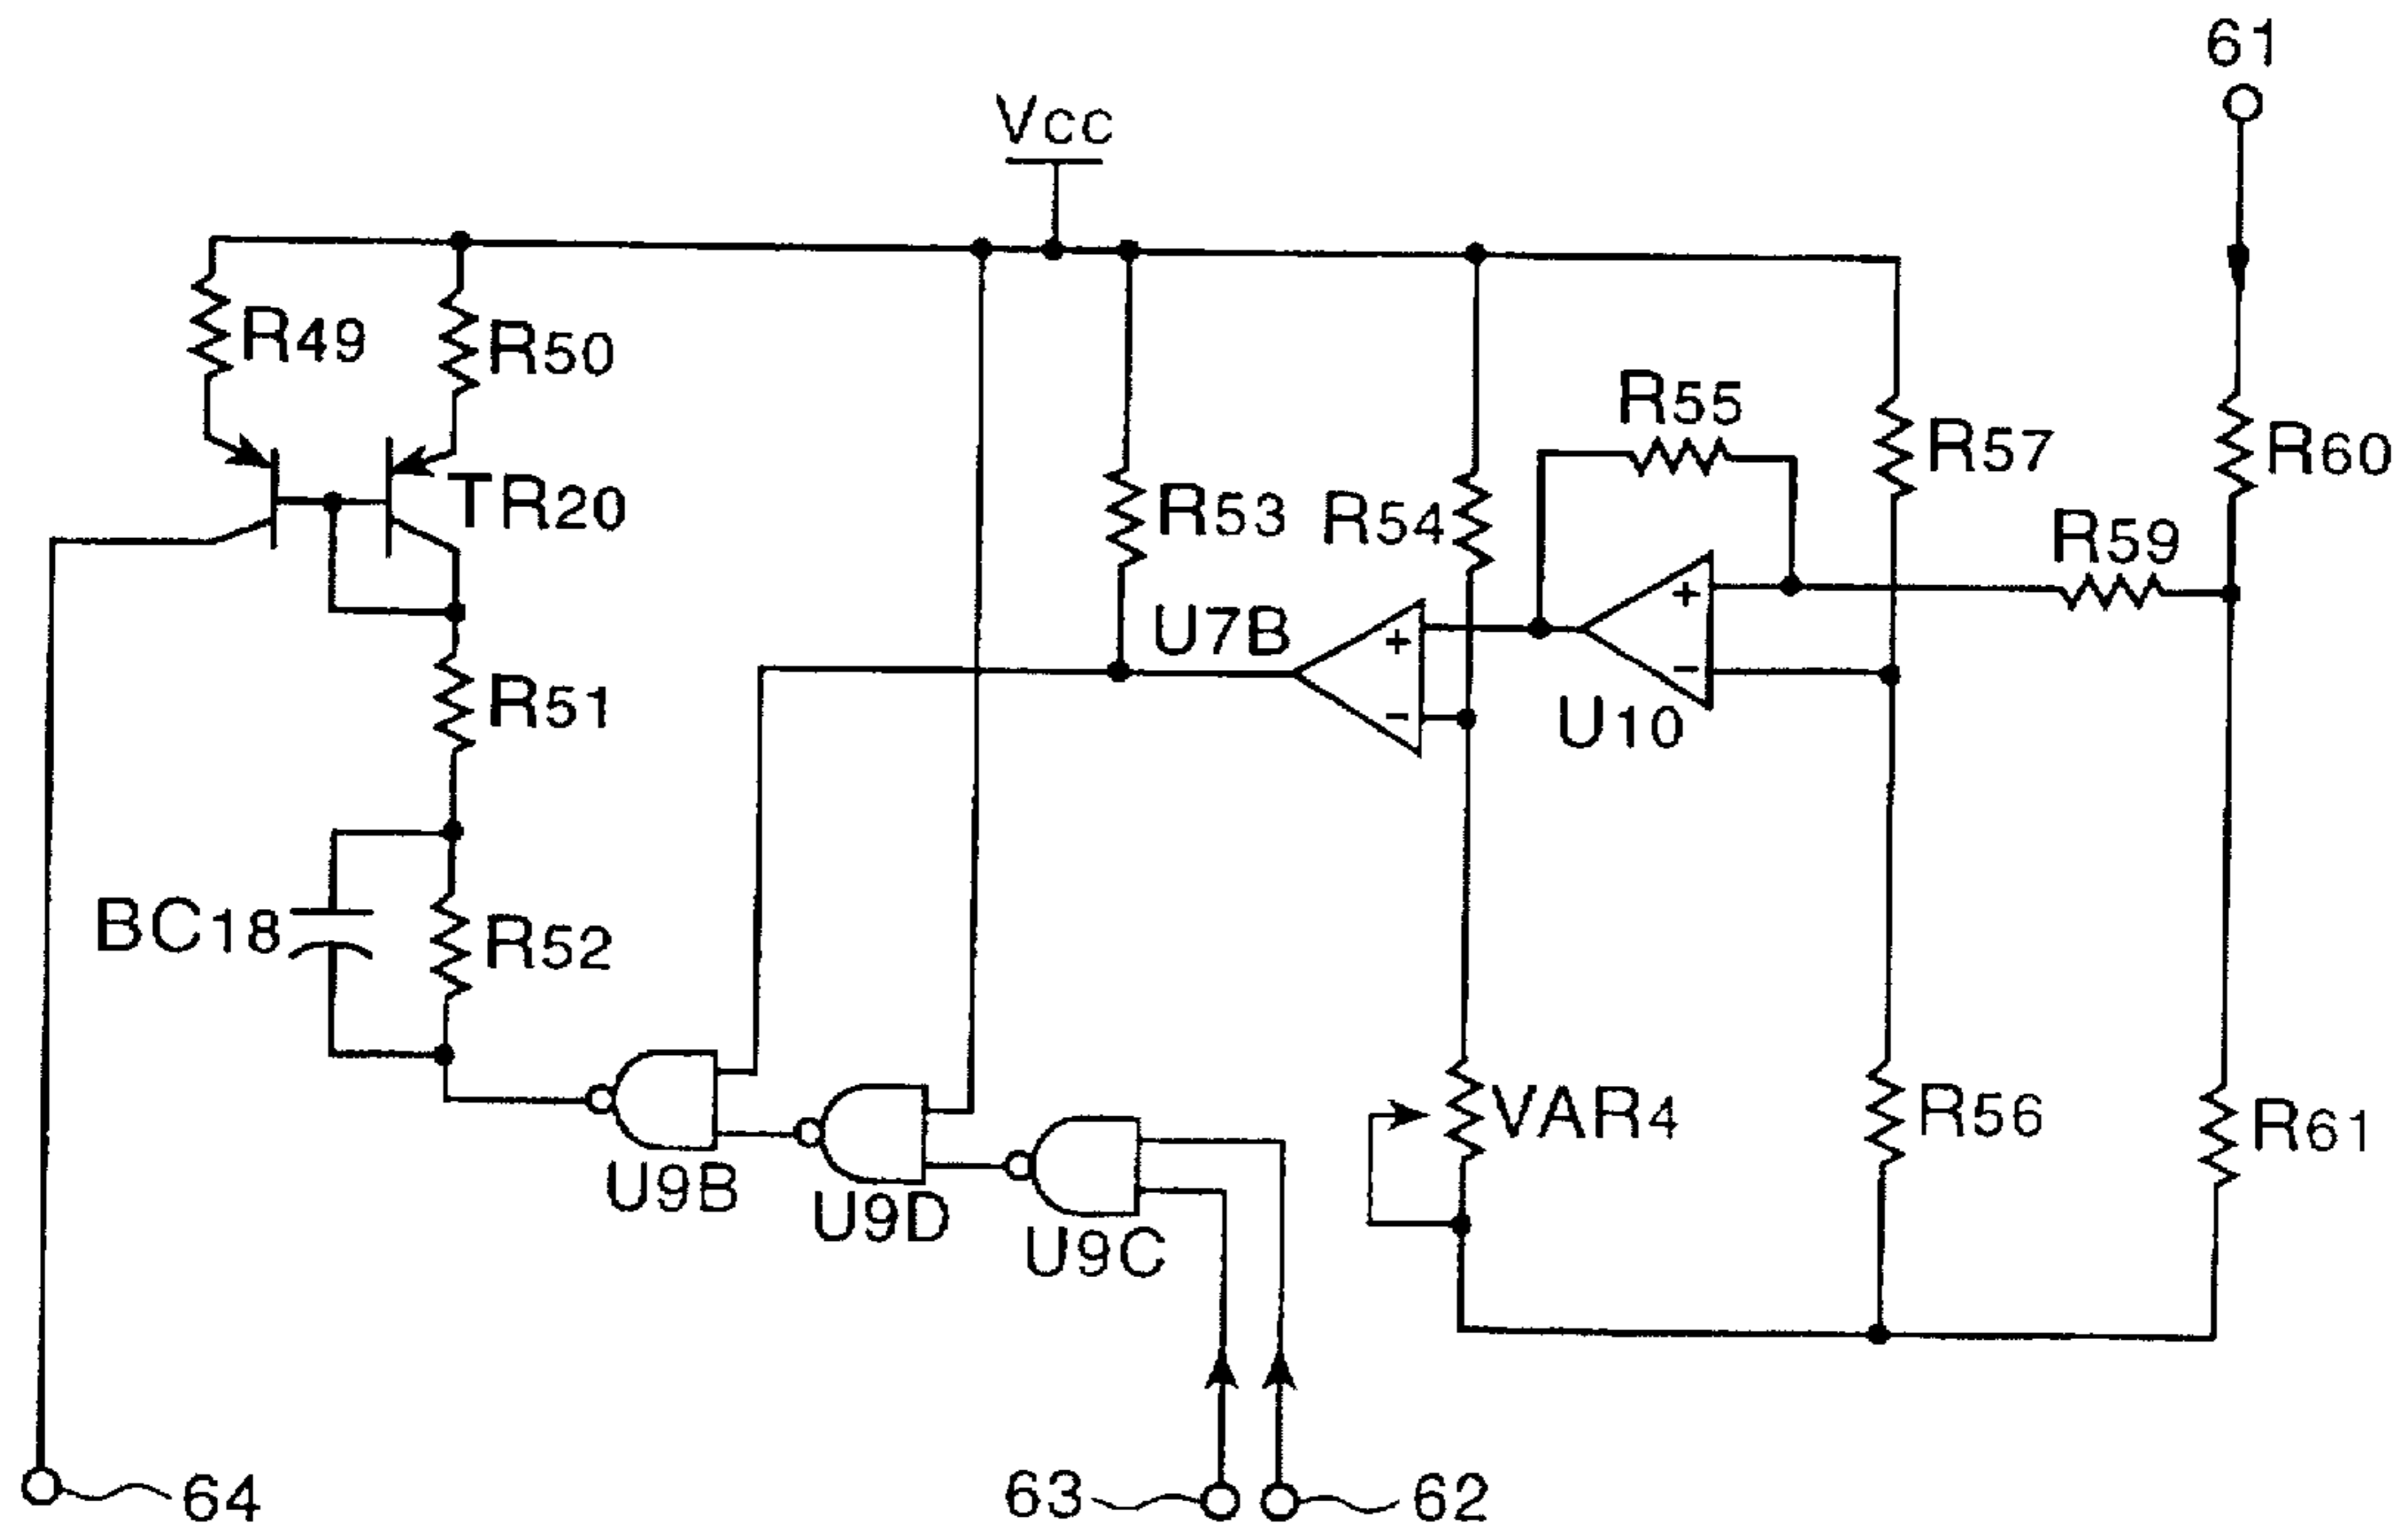 61
Vcc
R49
R50
R55
R57
R60
TR20
R53
R54
R59
+
+
U7B
-
-
R51
U10
BC18
R52
VAR4
R56
R61
U9B
U9D
U9C
64
63
62